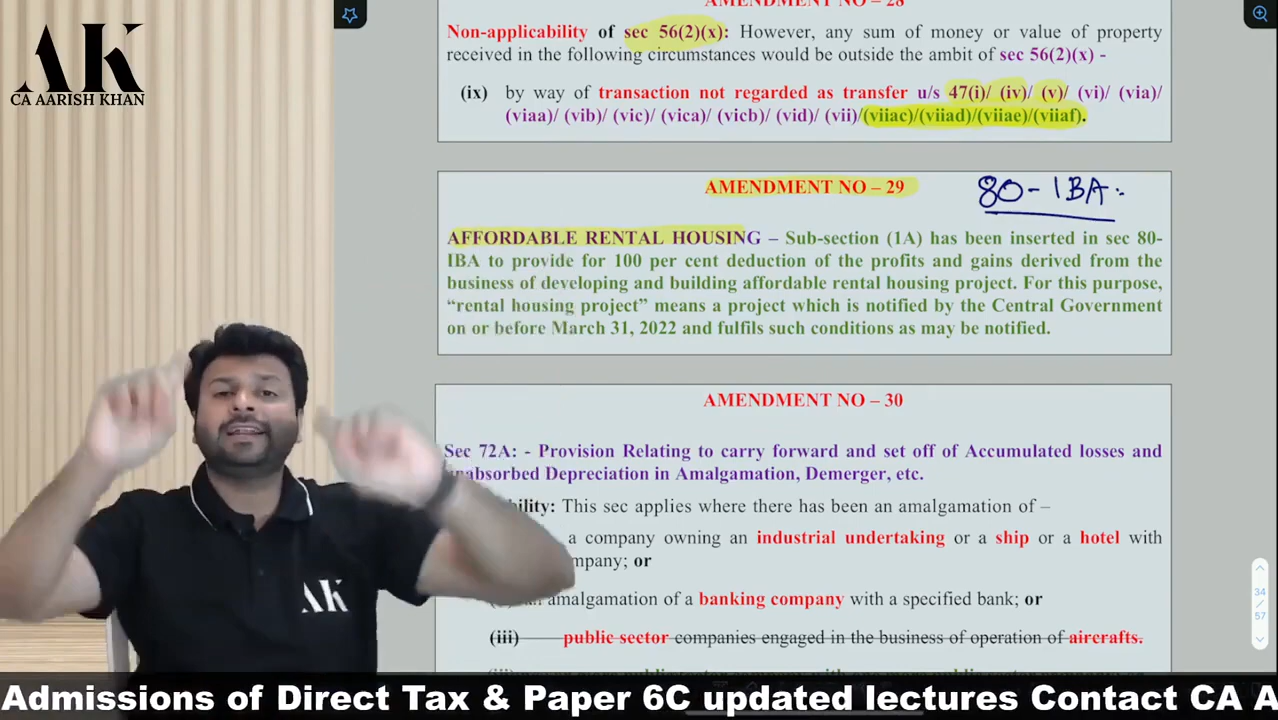 AK
CA AARISH KHAN
AMENDMENT NO – 28
Non-applicability of sec 56(2)(x): However, any sum of money or value of property
received in the following circumstances would be outside the ambit of sec 56(2)(x) -
(ix) by way of transaction not regarded as transfer u/s 47(i)/ (iv)/ (v)/ (vi)/ (via)/
(viaa)/ (vib)/ (vic)/ (vica)/ (vicb)/ (vid)/ (vii)/(viiac)/(viiad)/(viiae)/(viiaf).
AMENDMENT NO – 29
80-IBA:
AFFORDABLE RENTAL HOUSING – Sub-section (1A) has been inserted in sec 80-
IBA to provide for 100 per cent deduction of the profits and gains derived from the
business of developing and building affordable rental housing project. For this purpose,
“rental housing project” means a project which is notified by the Central Government
on or before March 31, 2022 and fulfils such conditions as may be notified.
AMENDMENT NO – 30
Sec 72A: - Provision Relating to carry forward and set off of Accumulated losses and
Depreciation in Amalgamation, Demerger, etc.
This sec applies where there has been an amalgamation of –
a company owning an industrial undertaking or a ship or a hotel with
or
amalgamation of a banking company with a specified bank; or
(iii) public sector companies engaged in the business of operation of aircrafts.
AK
34
/
57
Admissions of Direct Tax & Paper 6C updated lectures Contact CA A